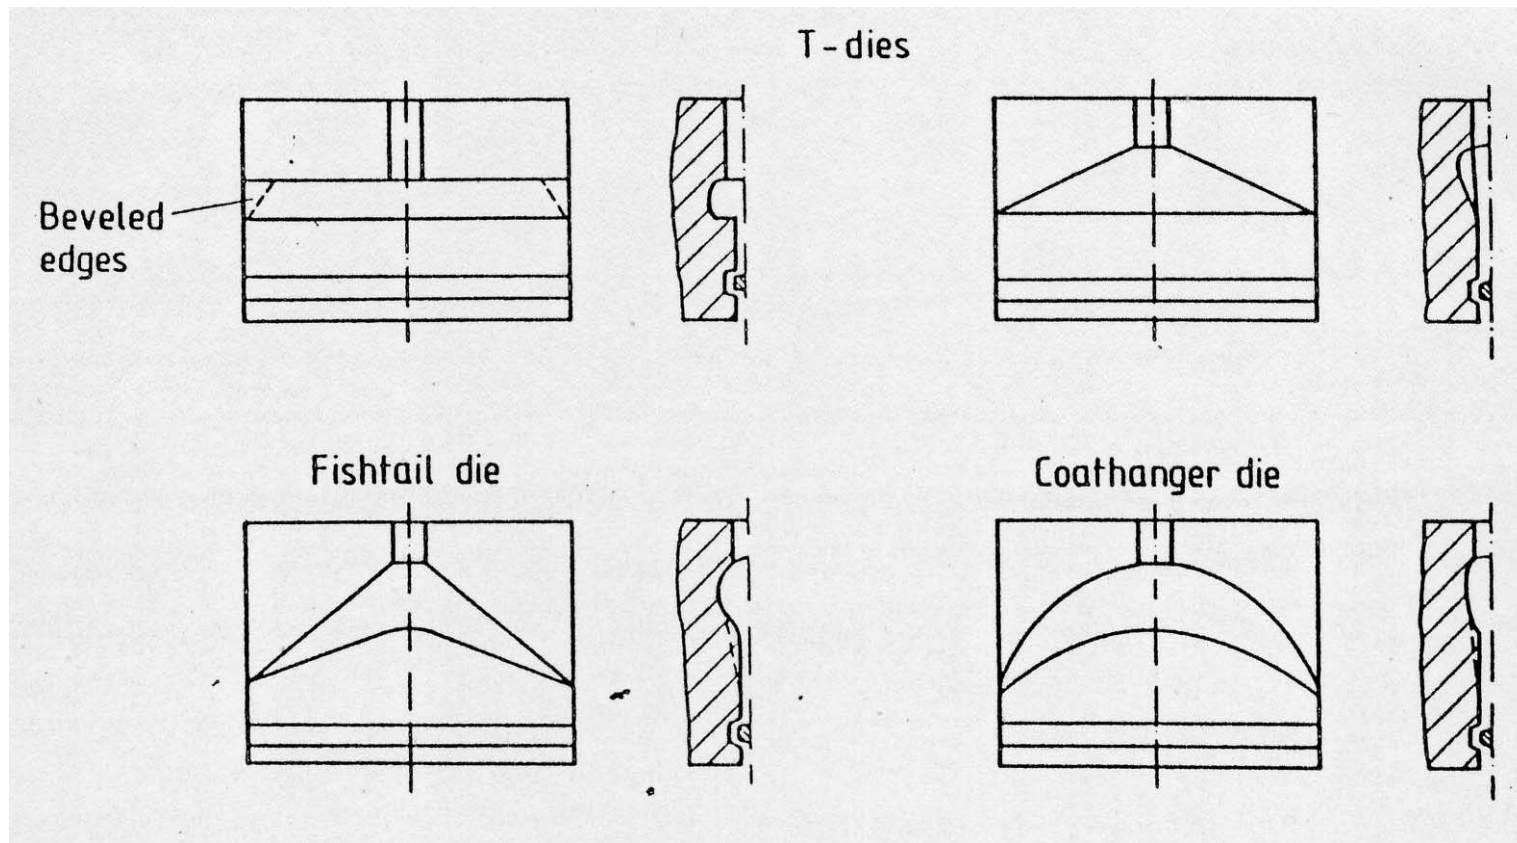 T-dies
Beveled
edges
Fishtail die
Coathanger die